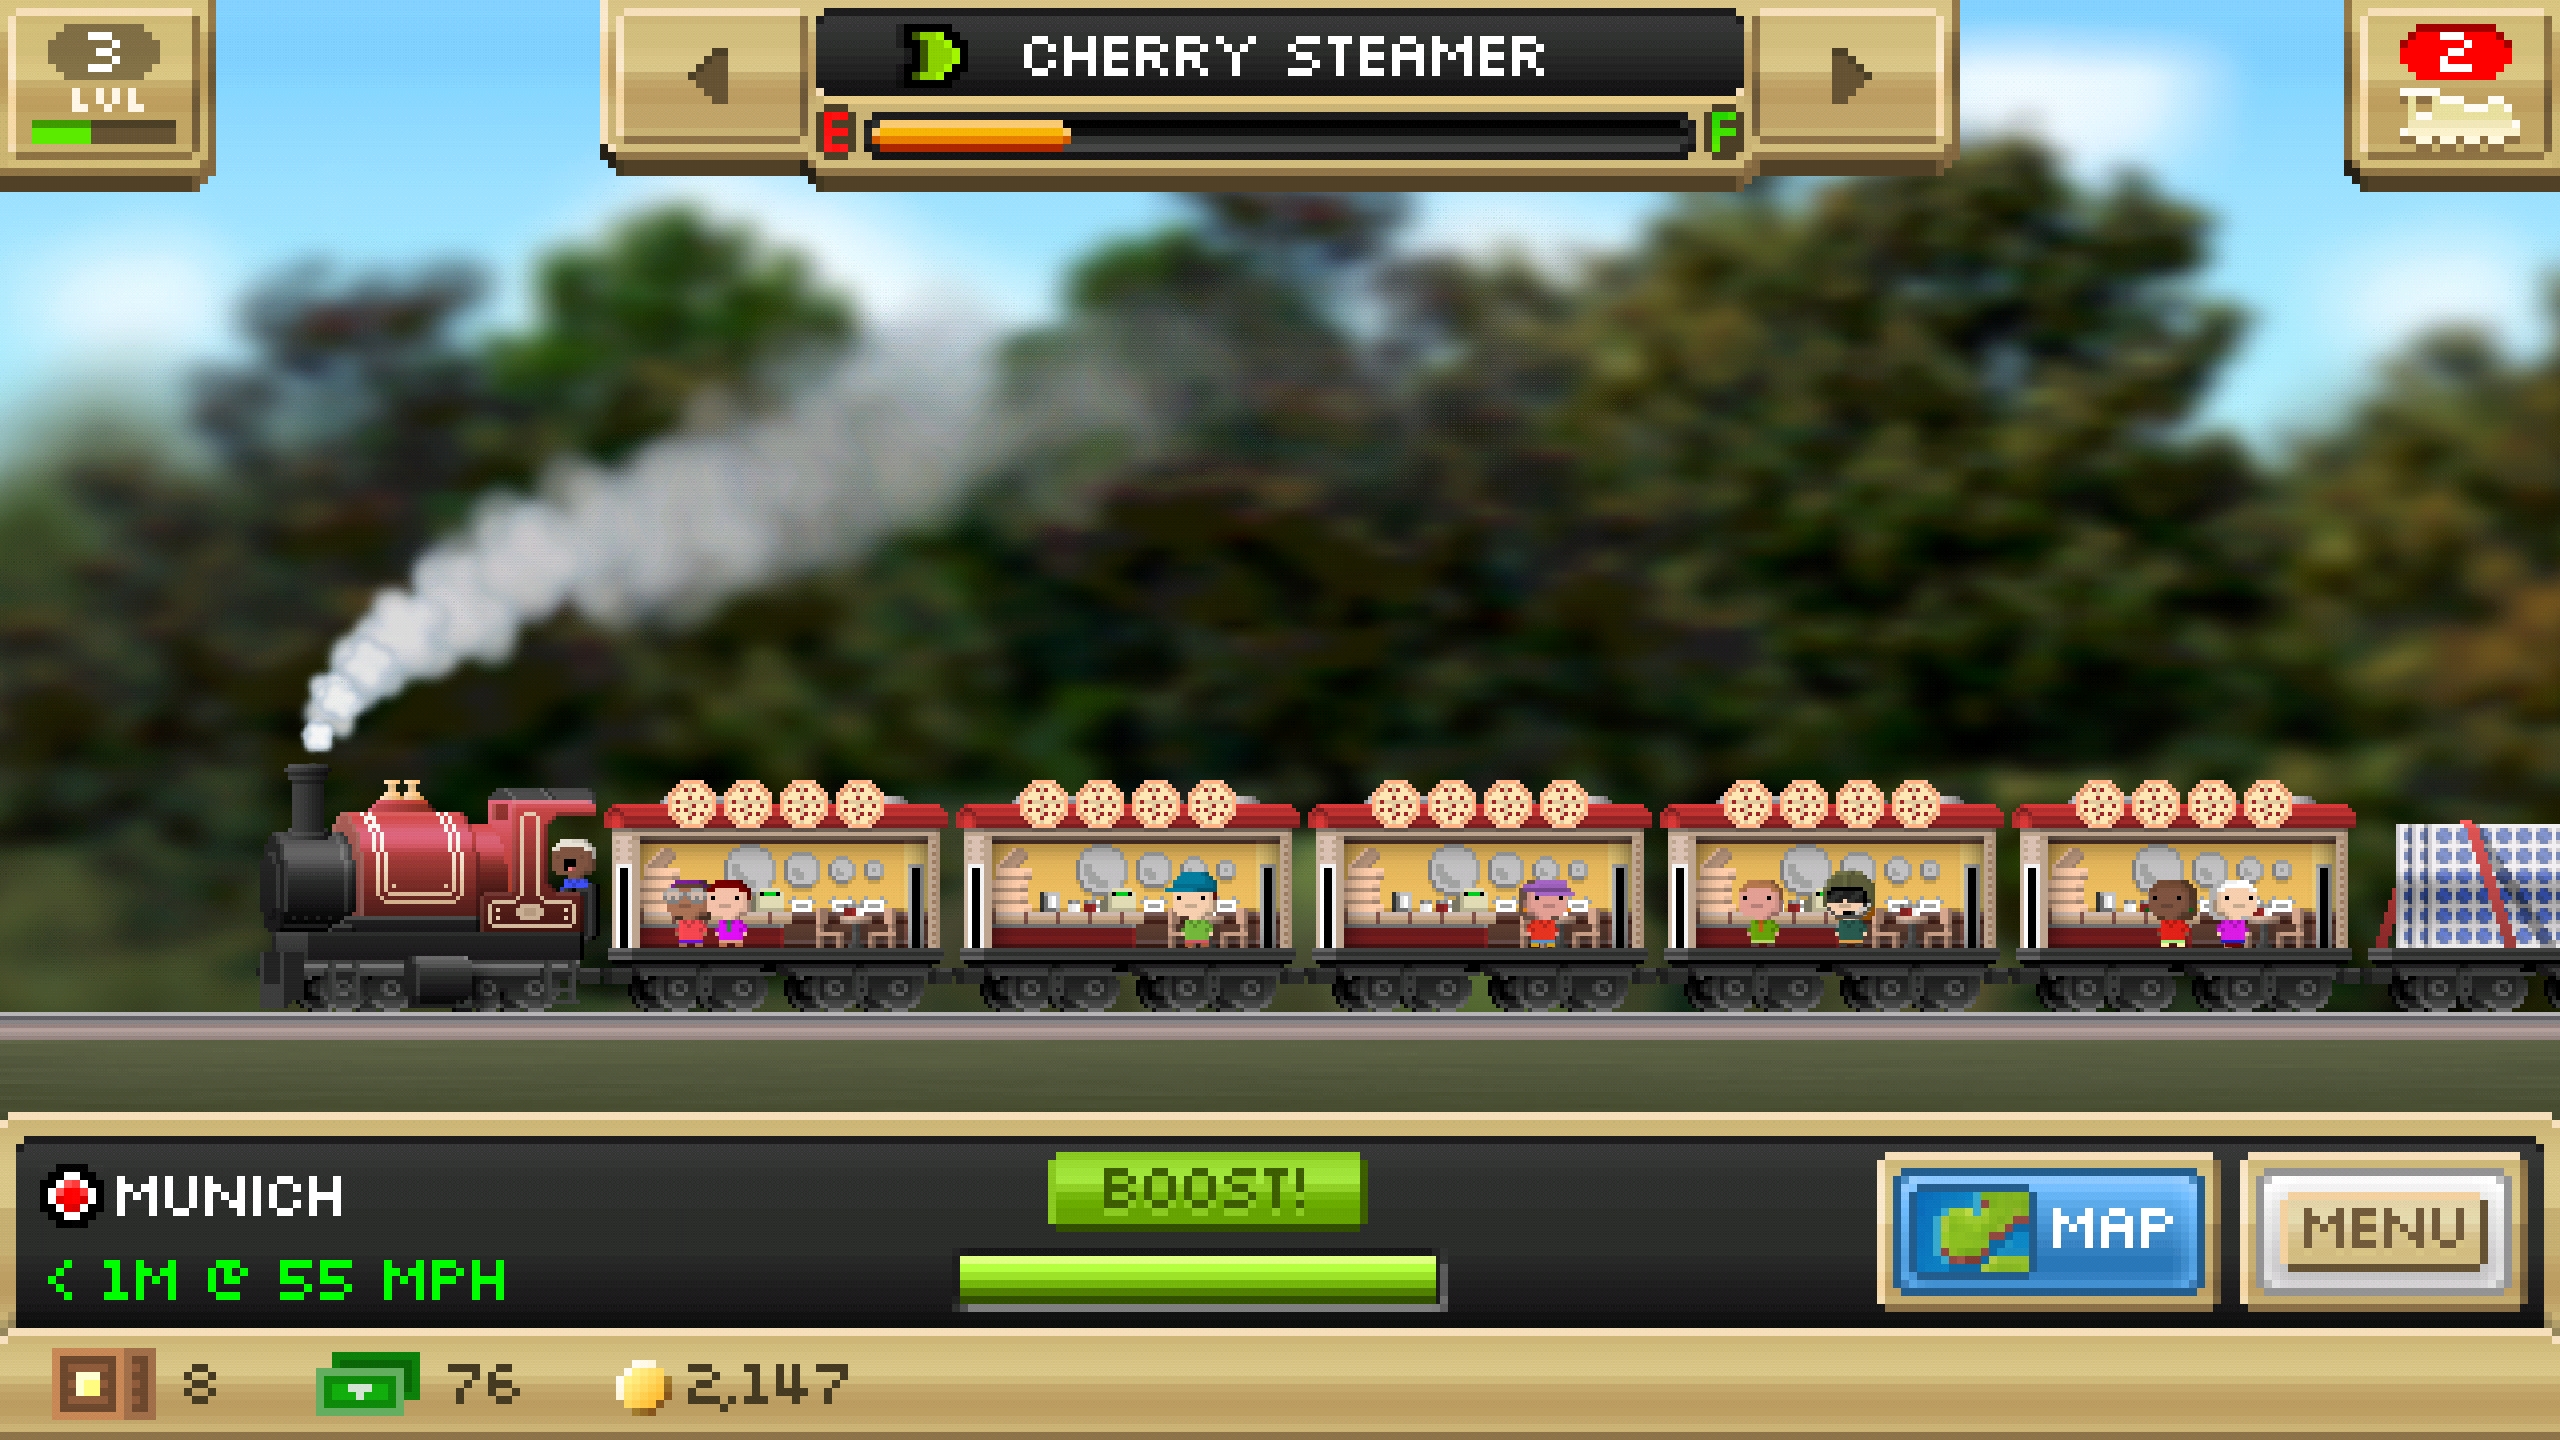 3
LVL
CHERRY STEAMER
E F
2
MUNICH
< 1M @ 55 MPH
BOOST!
MAP
MENU
8
76
2,147